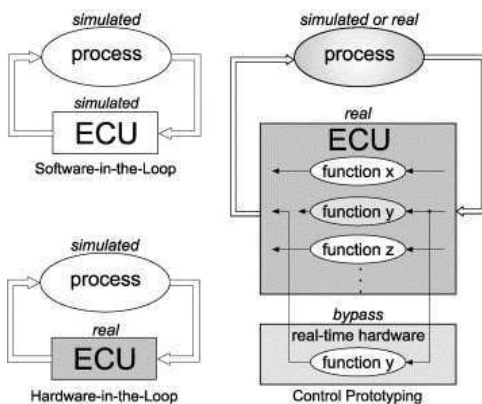 simulated
process
simulated
ECU
Software-in-the-Loop
simulated
process
real
ECU
Hardware-in-the-Loop
simulated or real
process
real
ECU
function x
function y
function z
bypass
real-time hardware
function y
Control Prototyping